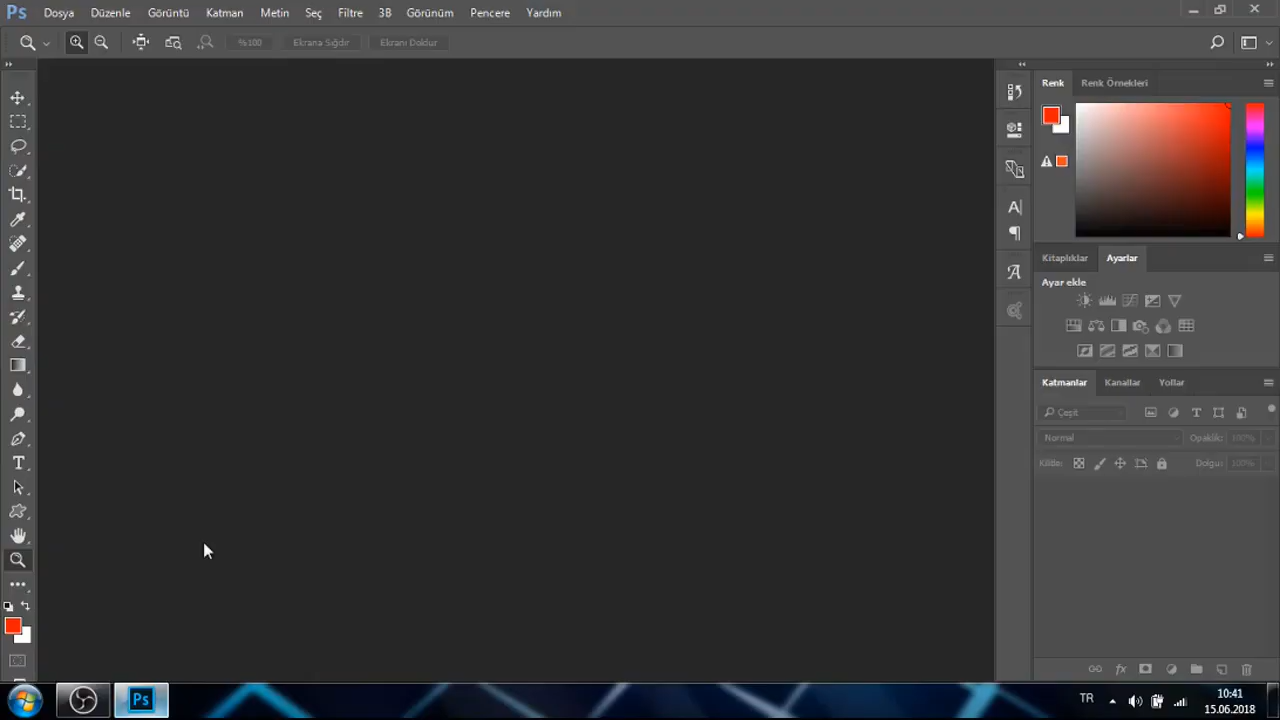 Ps Dosya Düzenle Görüntü Katman Metin Seç Filtre 3B Görünüm Pencere Yardım
%100 Ekrana Sığdır Ekranı Doldur
Renk Renk Örnekleri
Kitaplıklar Ayarlar
Ayar ekle
Katmanlar Kanallar Yollar
Çeşit
Normal Opaklık: 100%
Kilitle: Dolgu: 100%
Ps TR 10:41
15.06.2018